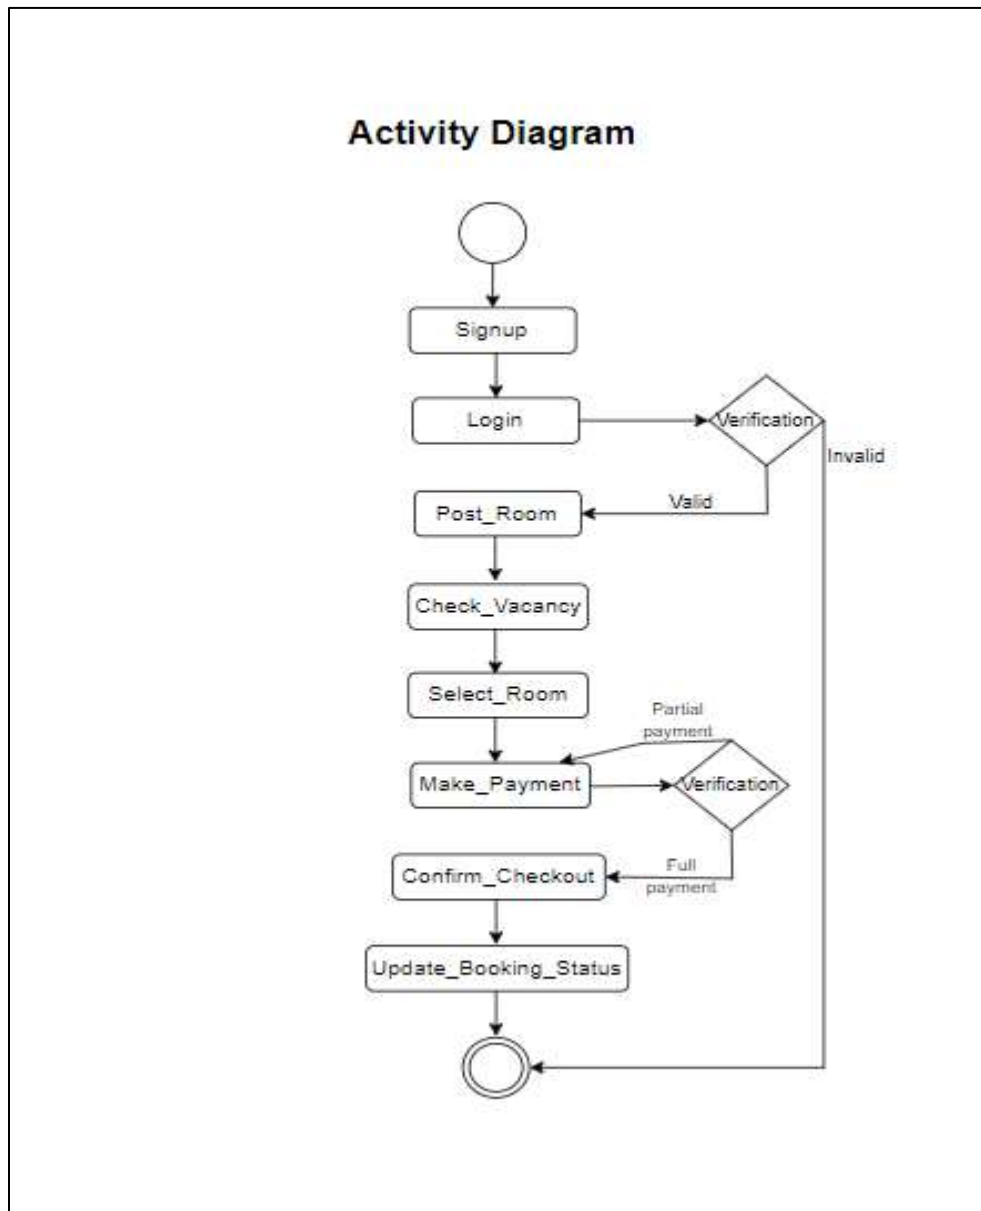 Activity Diagram
Signup
Login
Verification
Invalid
Valid
Post_Room
Check_Vacancy
Select_Room
Partial
payment
Make_Payment
Verification
Confirm_Checkout
Full
payment
Update_Booking_Status